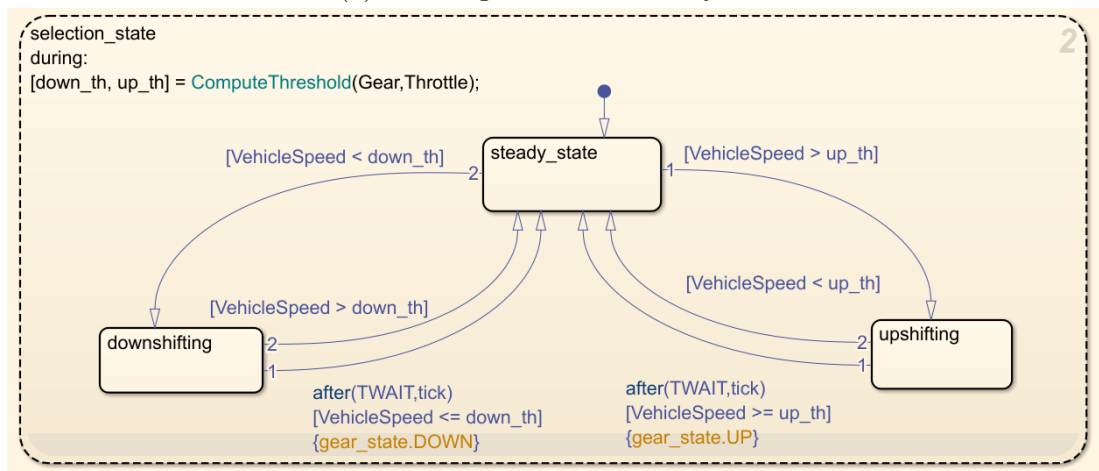 selection_state
2
during:
[down_th, up_th] = ComputeThreshold(Gear,Throttle);
steady_state
[VehicleSpeed < down_th]
2
[VehicleSpeed > up_th]
1
[VehicleSpeed > down_th]
[VehicleSpeed < up_th]
downshifting
2
1
upshifting
2
1
after(TWAIT,tick)
[VehicleSpeed <= down_th]
{gear_state.DOWN}
after(TWAIT,tick)
[VehicleSpeed >= up_th]
{gear_state.UP}